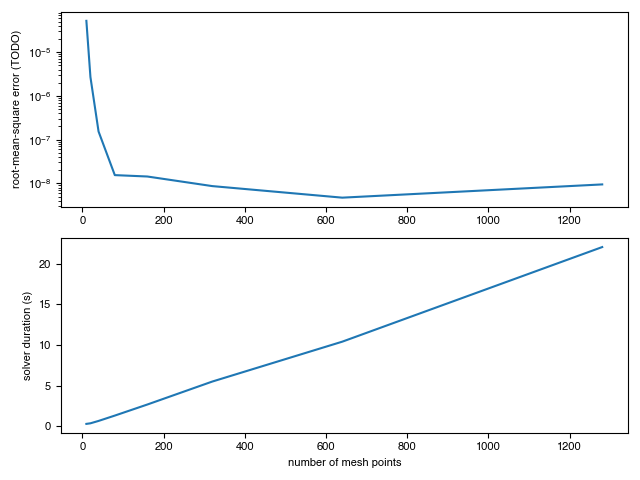 root-mean-square error (TODO)
10⁻⁵
10⁻⁶
10⁻⁷
10⁻⁸
0 200 400 600 800 1000 1200
solver duration (s)
20
15
10
5
0
0 200 400 600 800 1000 1200
number of mesh points